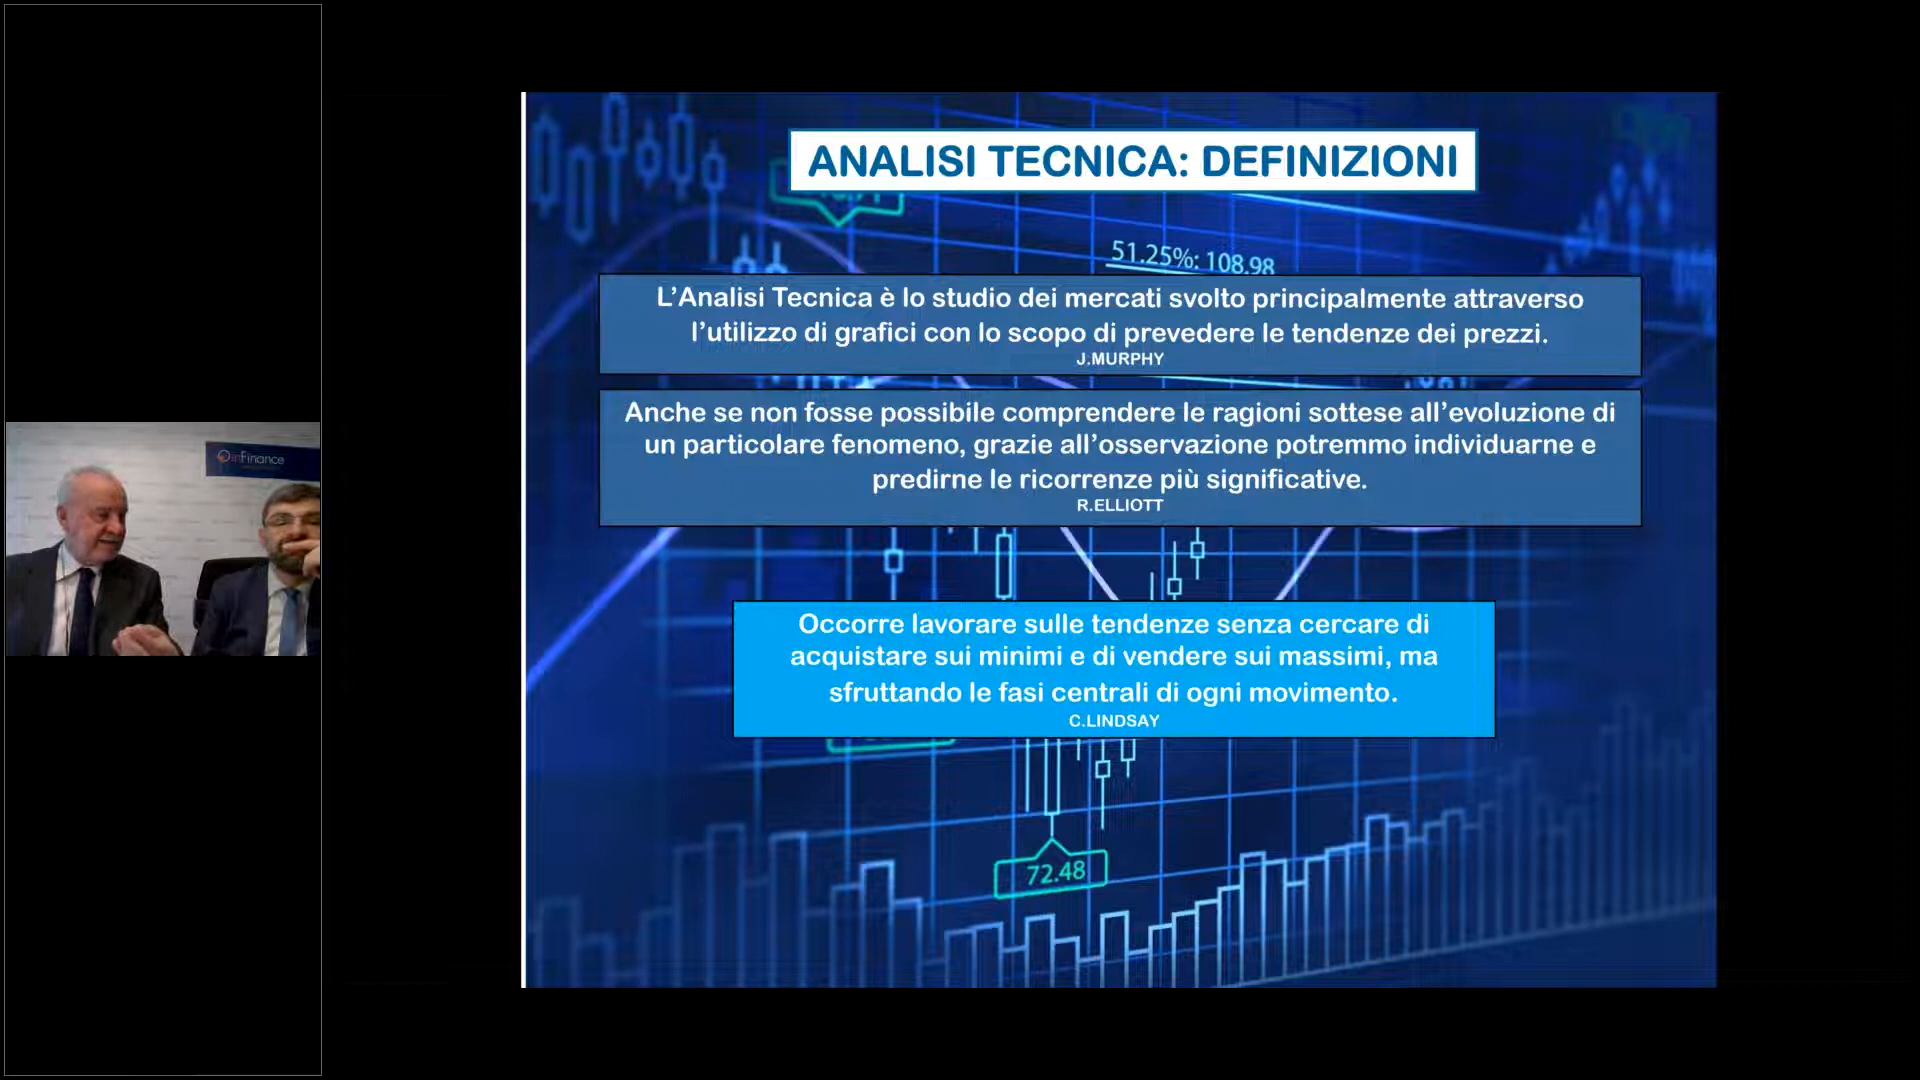 ANALISI TECNICA: DEFINIZIONI
51.25%: 108.98
L'Analisi Tecnica è lo studio dei mercati svolto principalmente attraverso
l'utilizzo di grafici con lo scopo di prevedere le tendenze dei prezzi.
J.MURPHY
Anche se non fosse possibile comprendere le ragioni sottese all'evoluzione di
un particolare fenomeno, grazie all'osservazione potremmo individuarne e
predirne le ricorrenze più significative.
R.ELLIOTT
inFinance
Occorre lavorare sulle tendenze senza cercare di
acquistare sui minimi e di vendere sui massimi, ma
sfruttando le fasi centrali di ogni movimento.
C.LINDSAY
72.48